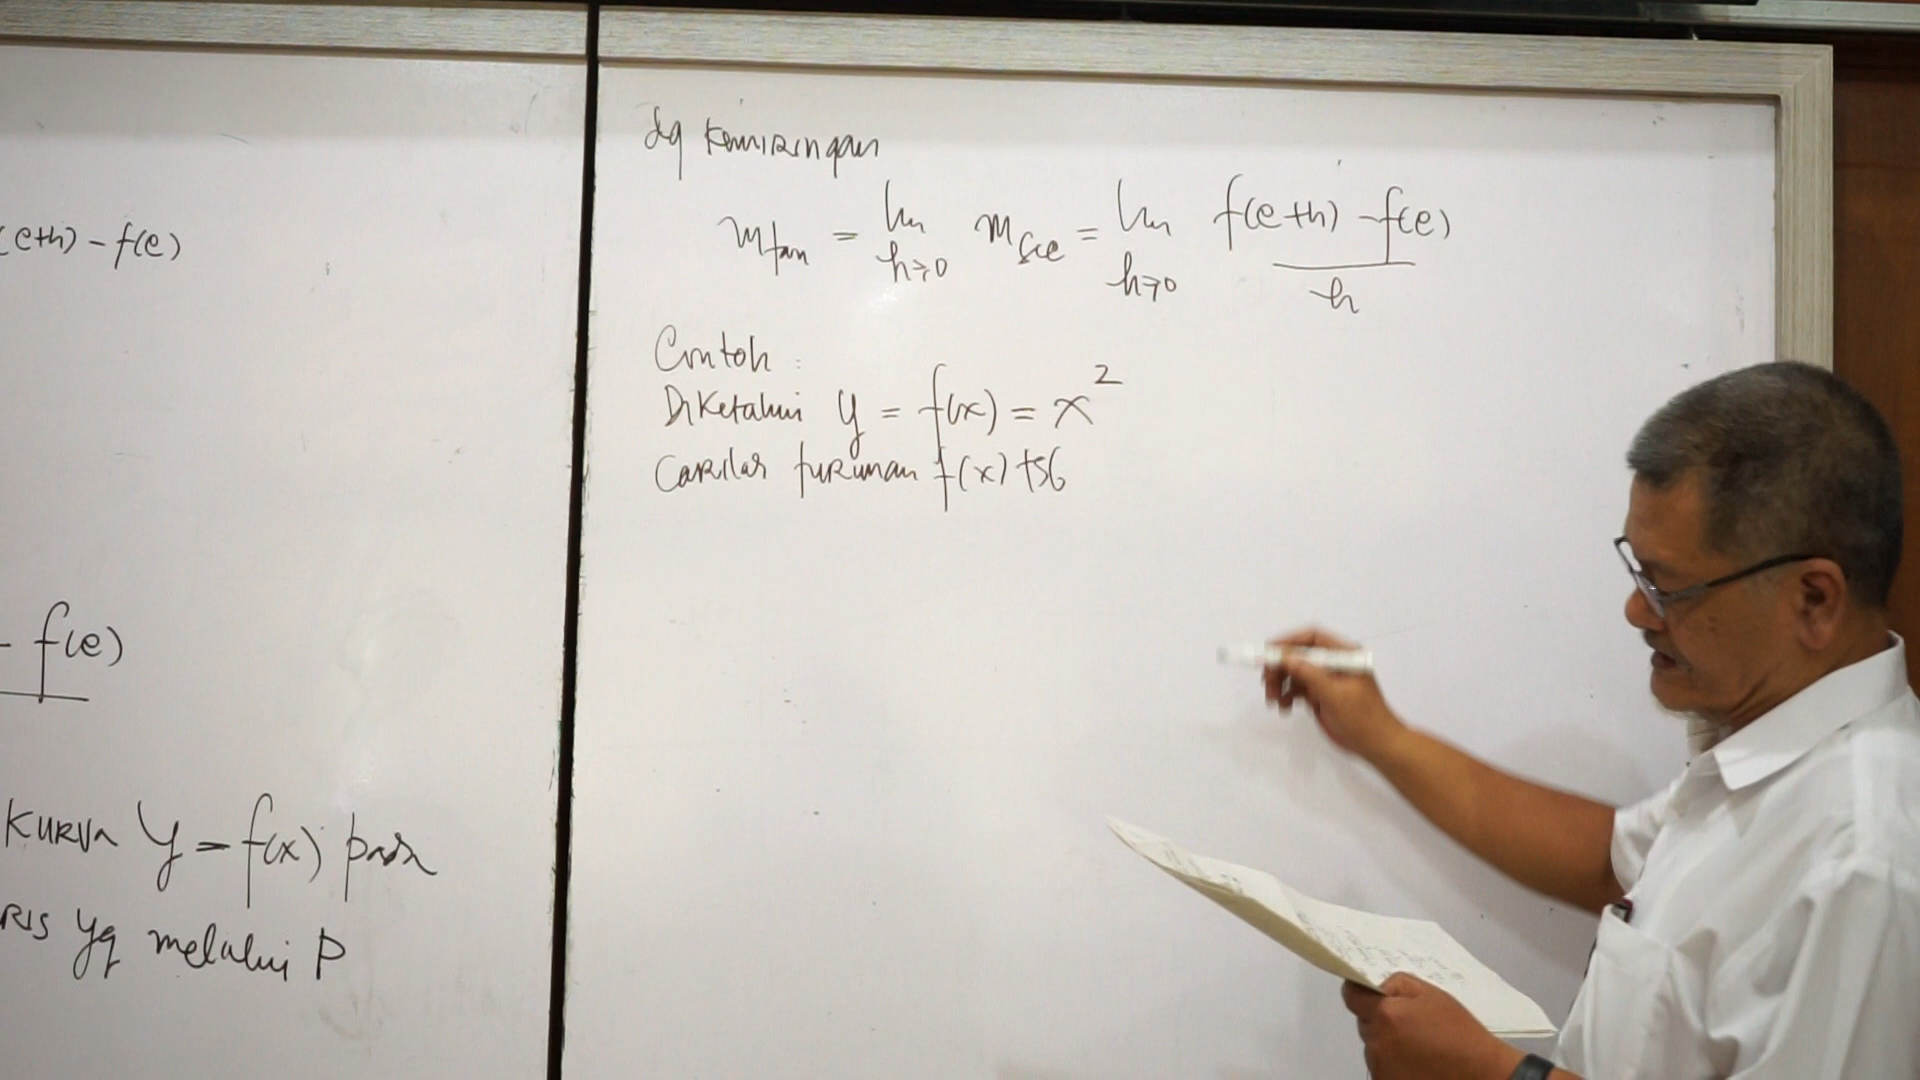 (c+h) - f(c)
- f(c)
KURVA y = f(x) pada
RIS yg melalui P
dg kemiringan
m tan = lim h→0 m sec = lim h→0 f(c+h) - f(c) / h
Contoh :
Diketahui y = f(x) = x²
Carilah turunan f(x) tsb